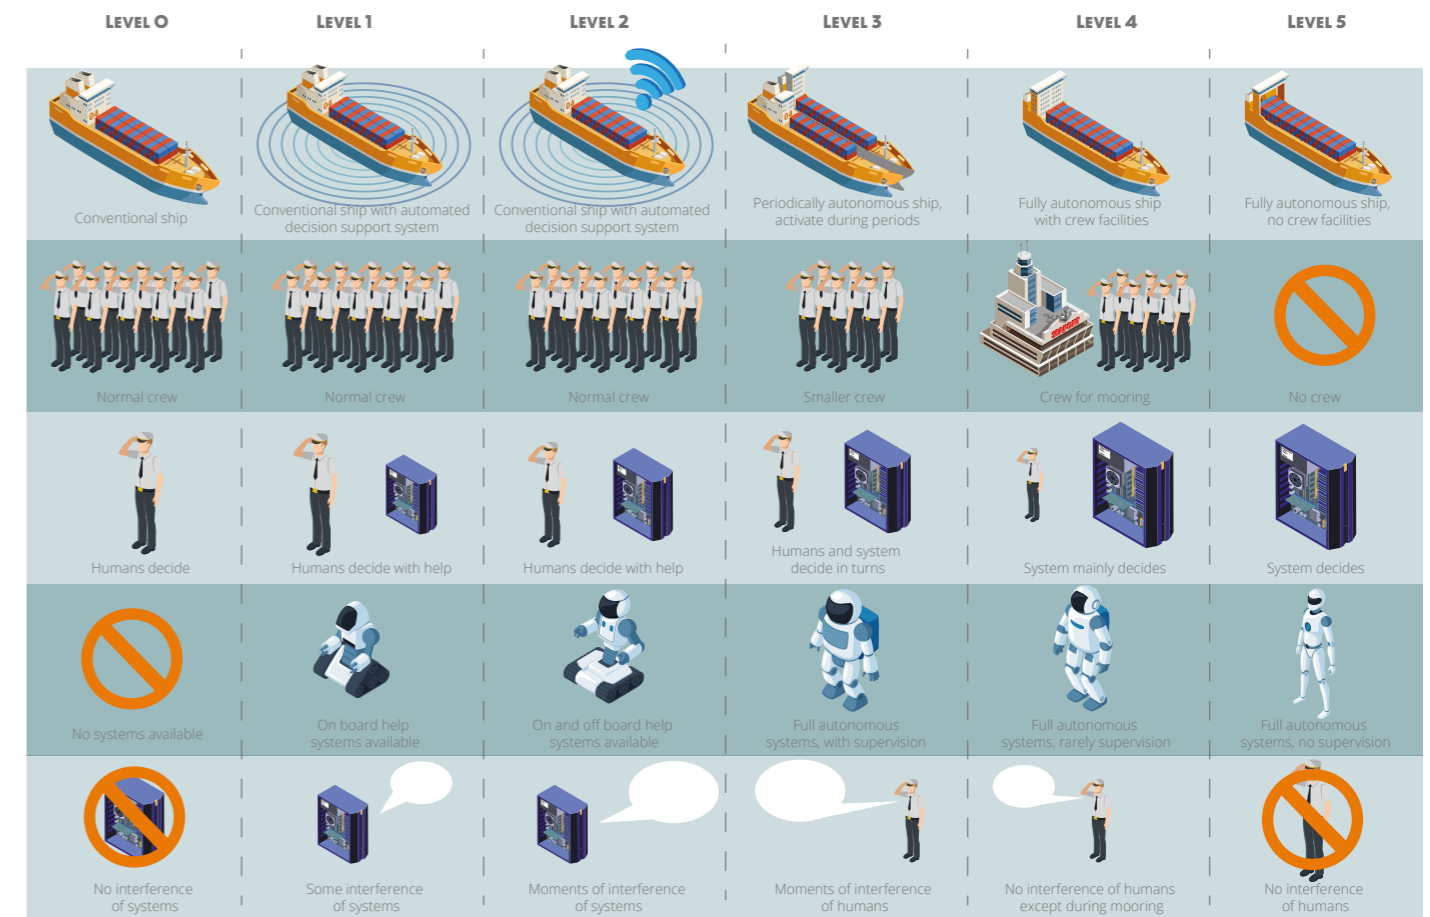 LEVEL 0
LEVEL 1
LEVEL 2
LEVEL 3
LEVEL 4
LEVEL 5
Conventional ship
Conventional ship with automated
decision support system
Conventional ship with automated
decision support system
Periodically autonomous ship,
activate during periods
Fully autonomous ship
with crew facilities
Fully autonomous ship,
no crew facilities
Normal crew
Normal crew
Normal crew
Smaller crew
Crew for mooring
No crew
Humans decide
Humans decide with help
Humans decide with help
Humans and system
decide in turns
System mainly decides
System decides
No systems available
On board help
systems available
On and off board help
systems available
Full autonomous
systems, with supervision
Full autonomous
systems, rarely supervision
Full autonomous
systems, no supervision
No interference
of systems
Some interference
of systems
Moments of interference
of systems
Moments of interference
of humans
No interference of humans
except during mooring
No interference
of humans